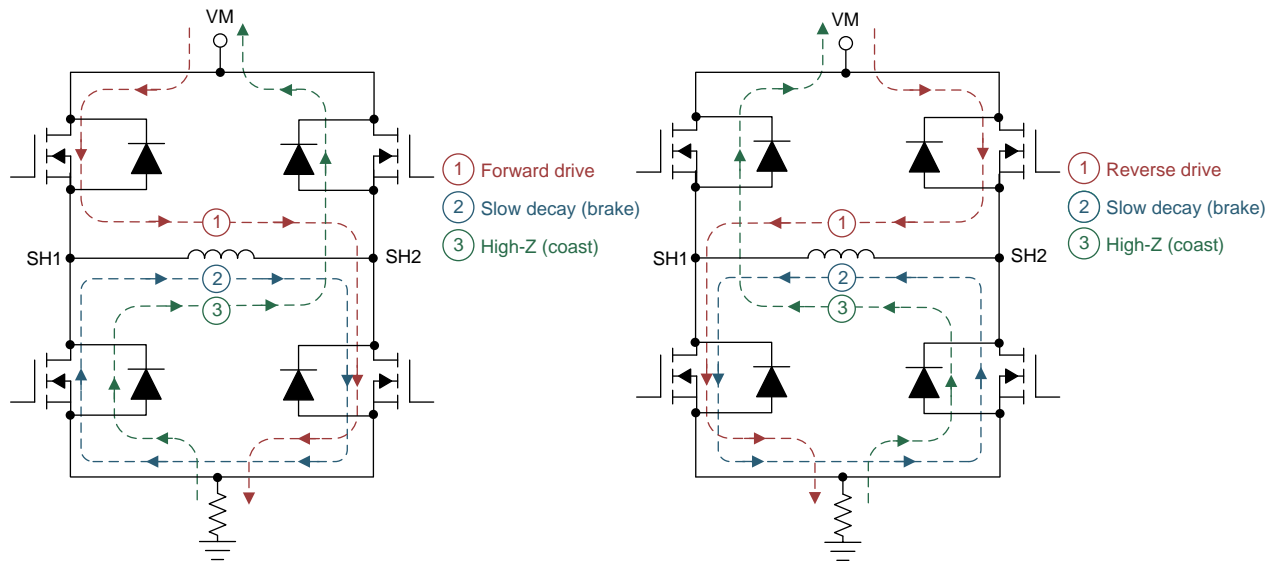 VM
1 Forward drive
2 Slow decay (brake)
3 High-Z (coast)
1
SH1
SH2
2
3
VM
1 Reverse drive
2 Slow decay (brake)
3 High-Z (coast)
1
SH1
SH2
2
3